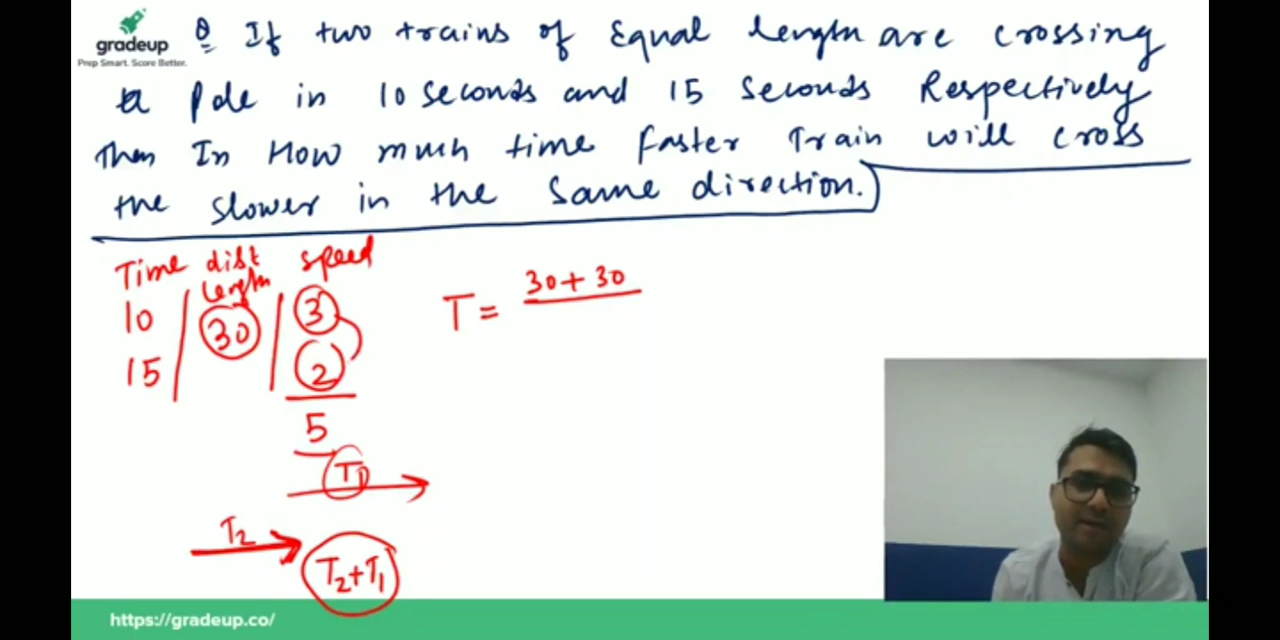 gradeup
Prep Smart. Score Better.
Q If two trains of Equal length are crossing
a Pole in 10 seconds and 15 seconds Respectively
Then In How much time faster Train will cross
the slower in the same direction.
Time dist length speed
10 30 3
15 2
5
T = 30 + 30
T1
T2
T2+T1
https://gradeup.co/